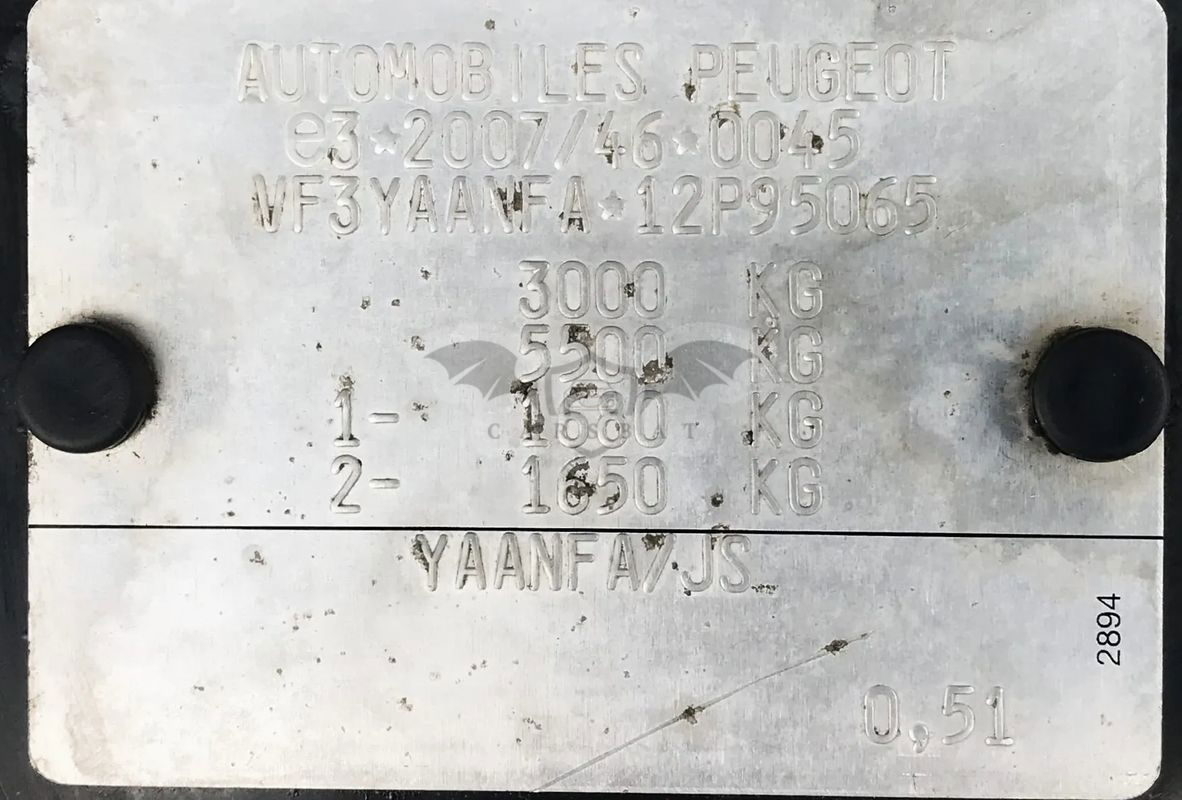 AUTOMOBILES PEUGEOT
e3*2007/46*0045
VF3YAANFA*12P95065
3000 KG
5500 KG
1- 1680 KG
2- 1650 KG
CARSBAT
YAANFA/JS
2894
0,51